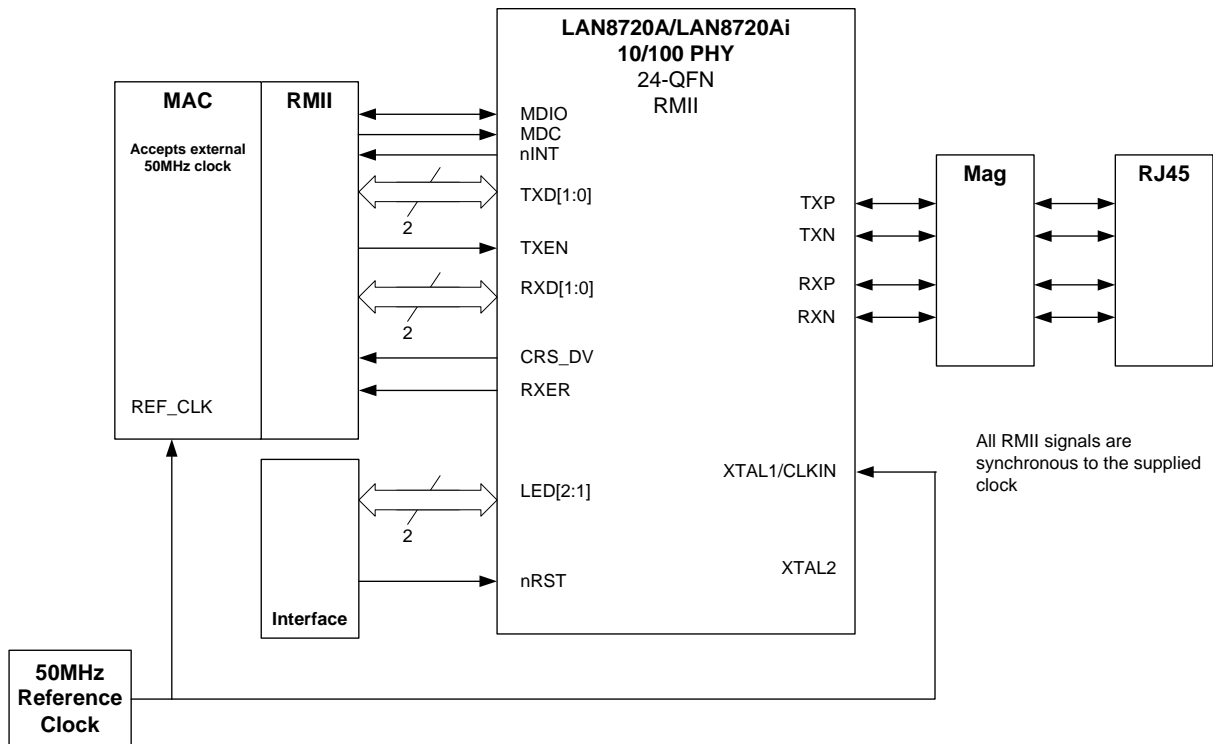 LAN8720A/LAN8720Ai
10/100 PHY
24-QFN
RMII
MAC
RMII
Accepts external
50MHz clock
REF_CLK
MDIO
MDC
nINT
TXD[1:0]
2
TXEN
RXD[1:0]
2
CRS_DV
RXER
LED[2:1]
2
nRST
Interface
TXP
TXN
RXP
RXN
XTAL1/CLKIN
XTAL2
Mag
RJ45
All RMII signals are
synchronous to the supplied
clock
50MHz
Reference
Clock